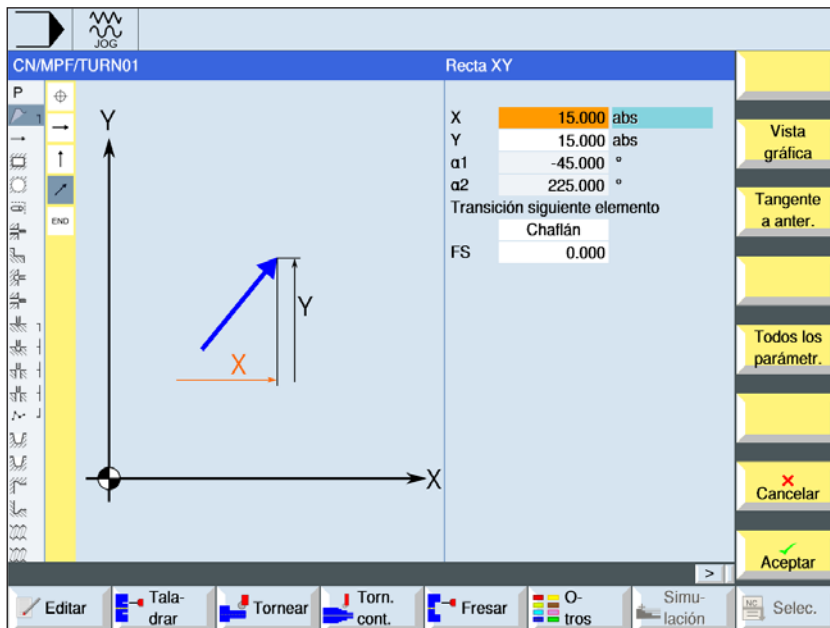 JOG
CN/MPF/TURN01
Recta XY
P
END
Y
X
Y
X
X 15.000 abs
Y 15.000 abs
α1 -45.000 °
α2 225.000 °
Transición siguiente elemento
Chaflán
FS 0.000
Vista
gráfica
Tangente
a anter.
Todos los
parámetr.
Cancelar
Aceptar
>
Editar
Tala-
drar
Tornear
Torn.
cont.
Fresar
O-
tros
Simu-
lación
NC
Selec.